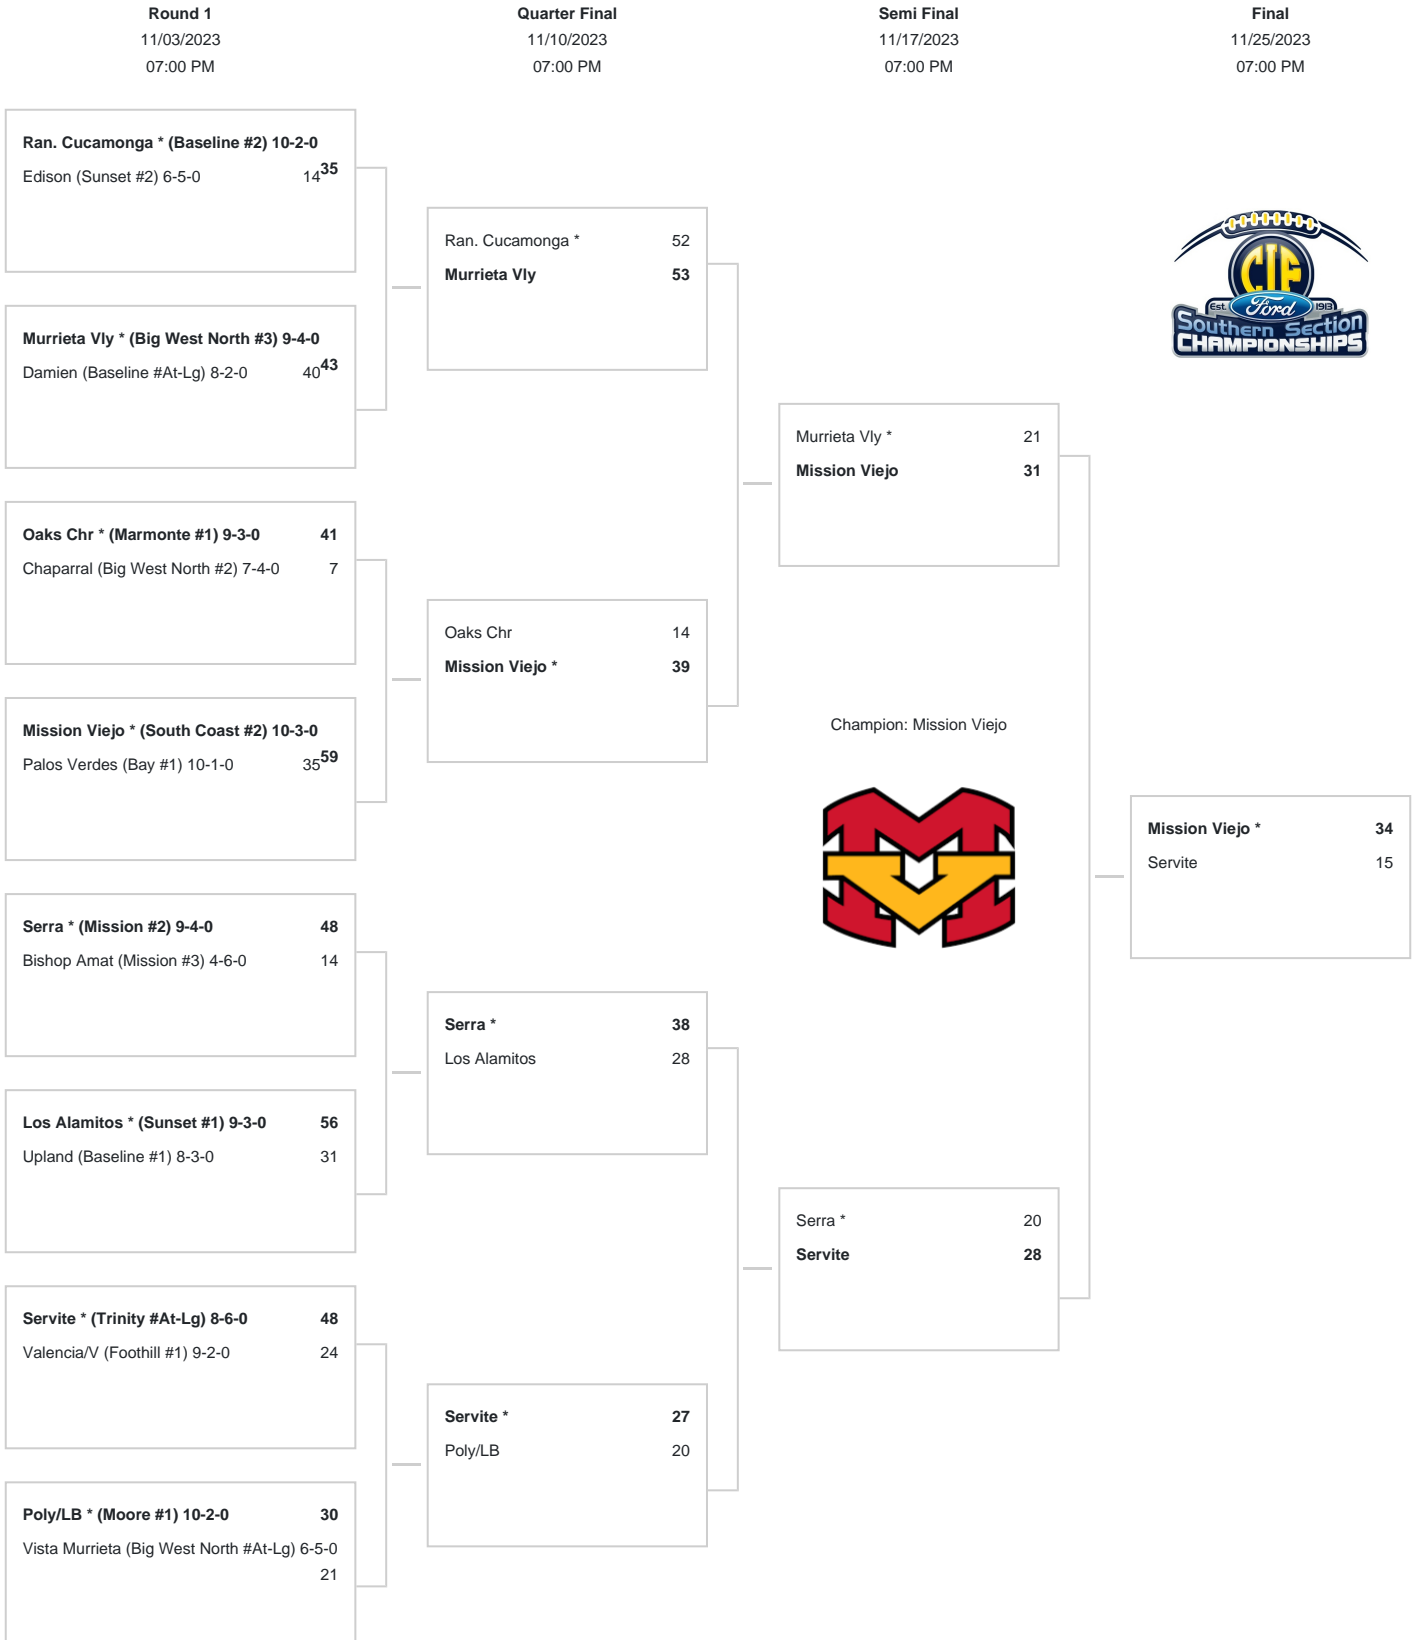 Round 1
11/03/2023
07:00 PM
Quarter Final
11/10/2023
07:00 PM
Semi Final
11/17/2023
07:00 PM
Final
11/25/2023
07:00 PM
Ran. Cucamonga * (Baseline #2) 10-2-0 35
Edison (Sunset #2) 6-5-0 14
Murrieta Vly * (Big West North #3) 9-4-0 43
Damien (Baseline #At-Lg) 8-2-0 40
Oaks Chr * (Marmonte #1) 9-3-0 41
Chaparral (Big West North #2) 7-4-0 7
Mission Viejo * (South Coast #2) 10-3-0 59
Palos Verdes (Bay #1) 10-1-0 35
Serra * (Mission #2) 9-4-0 48
Bishop Amat (Mission #3) 4-6-0 14
Los Alamitos * (Sunset #1) 9-3-0 56
Upland (Baseline #1) 8-3-0 31
Servite * (Trinity #At-Lg) 8-6-0 48
Valencia/V (Foothill #1) 9-2-0 24
Poly/LB * (Moore #1) 10-2-0 30
Vista Murrieta (Big West North #At-Lg) 6-5-0
21
Ran. Cucamonga * 52
Murrieta Vly 53
Oaks Chr 14
Mission Viejo * 39
Serra * 38
Los Alamitos 28
Servite * 27
Poly/LB 20
Murrieta Vly * 21
Mission Viejo 31
Champion: Mission Viejo
MV
Serra * 20
Servite 28
CIF
Est. Ford 1913
Southern Section
CHAMPIONSHIPS
Mission Viejo * 34
Servite 15